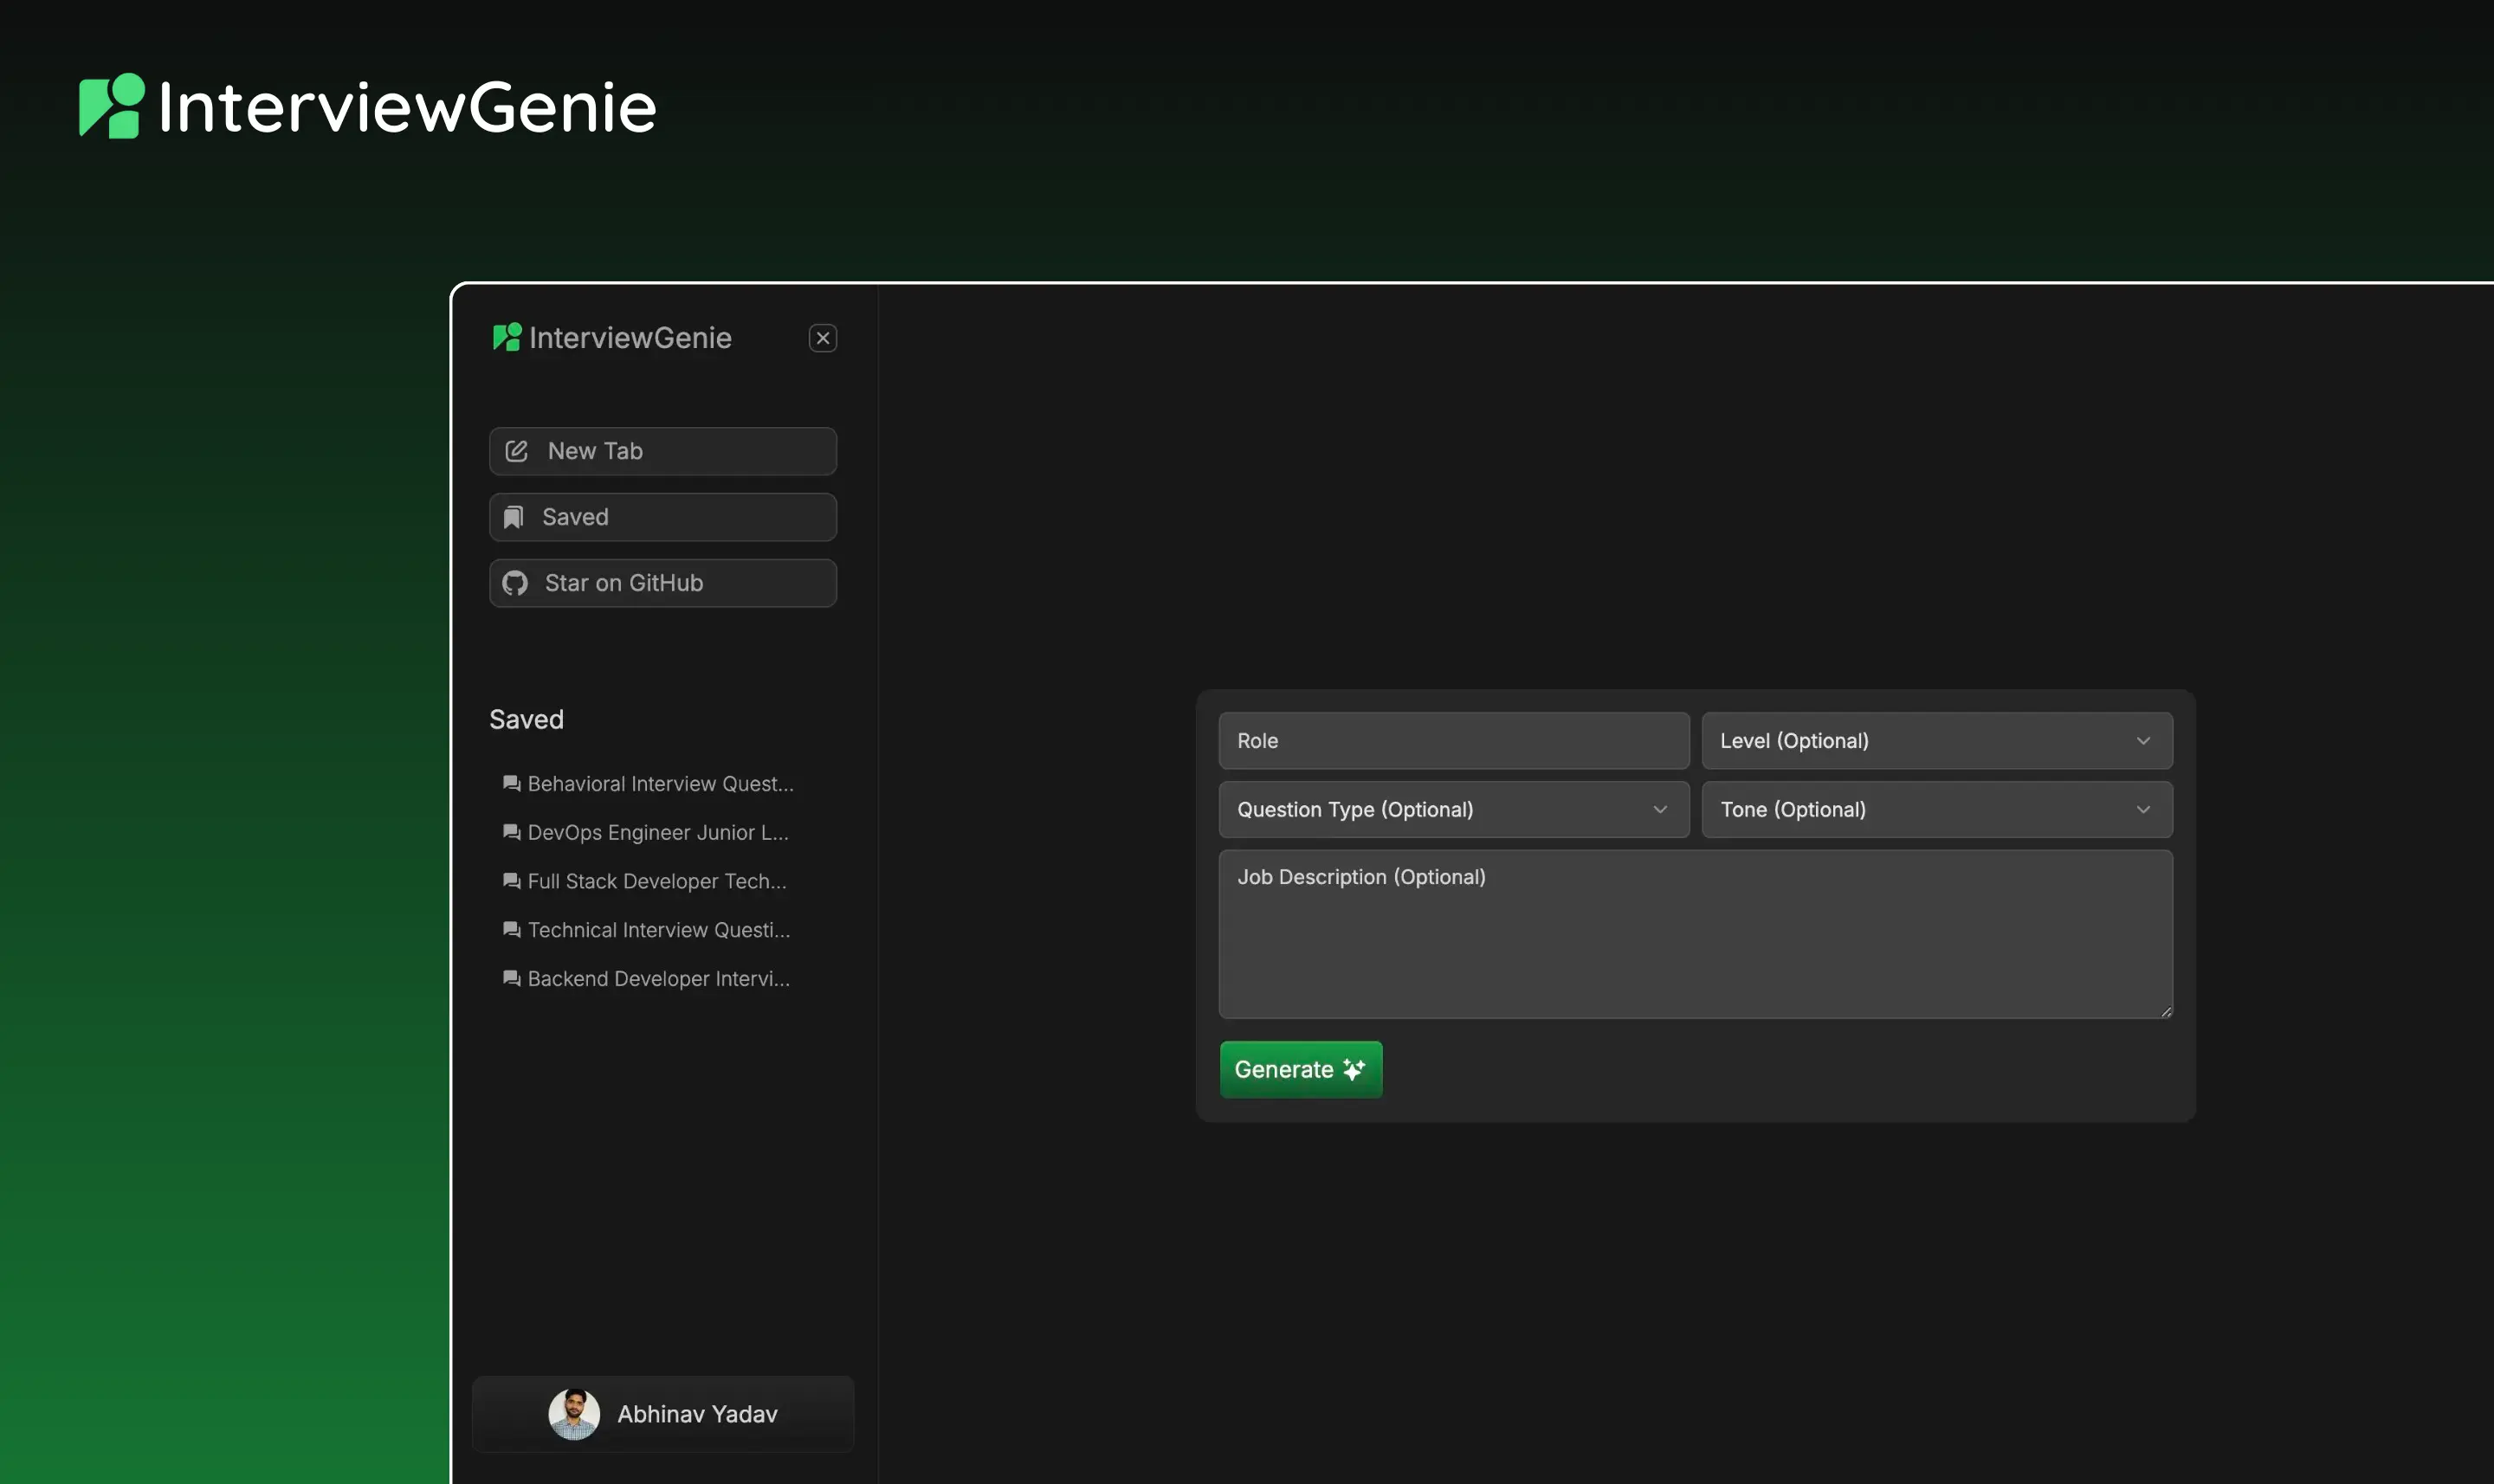 InterviewGenie
InterviewGenie
New Tab
Saved
Star on GitHub
Saved
Behavioral Interview Quest...
DevOps Engineer Junior L...
Full Stack Developer Tech...
Technical Interview Questi...
Backend Developer Intervi...
Abhinav Yadav
Role
Level (Optional)
Question Type (Optional)
Tone (Optional)
Job Description (Optional)
Generate